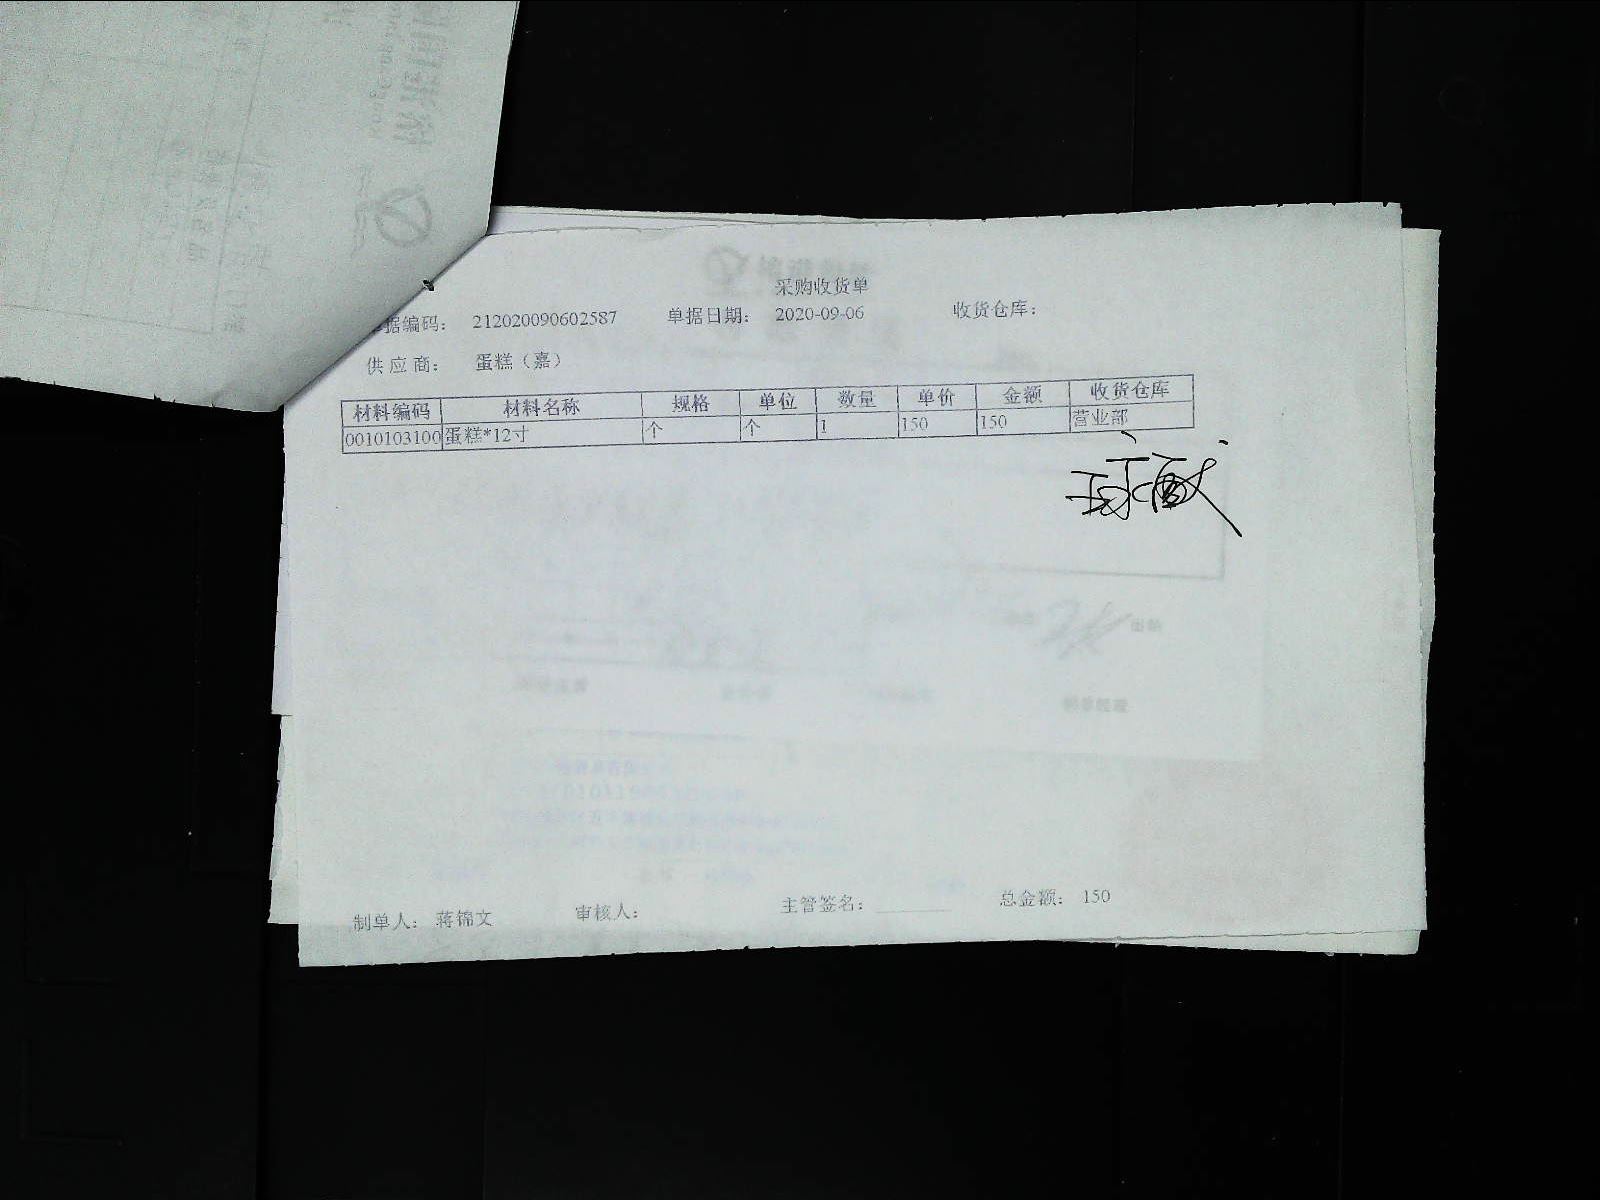 采购收货单
单据编码： 212020090602587 单据日期： 2020-09-06 收货仓库：
供应商： 蛋糕（嘉）
材料编码 材料名称 规格 单位 数量 单价 金额 收货仓库
0010103100 蛋糕*12寸 个 个 1 150 150 营业部
制单人： 蒋锦文 审核人： 主管签名： 总金额： 150